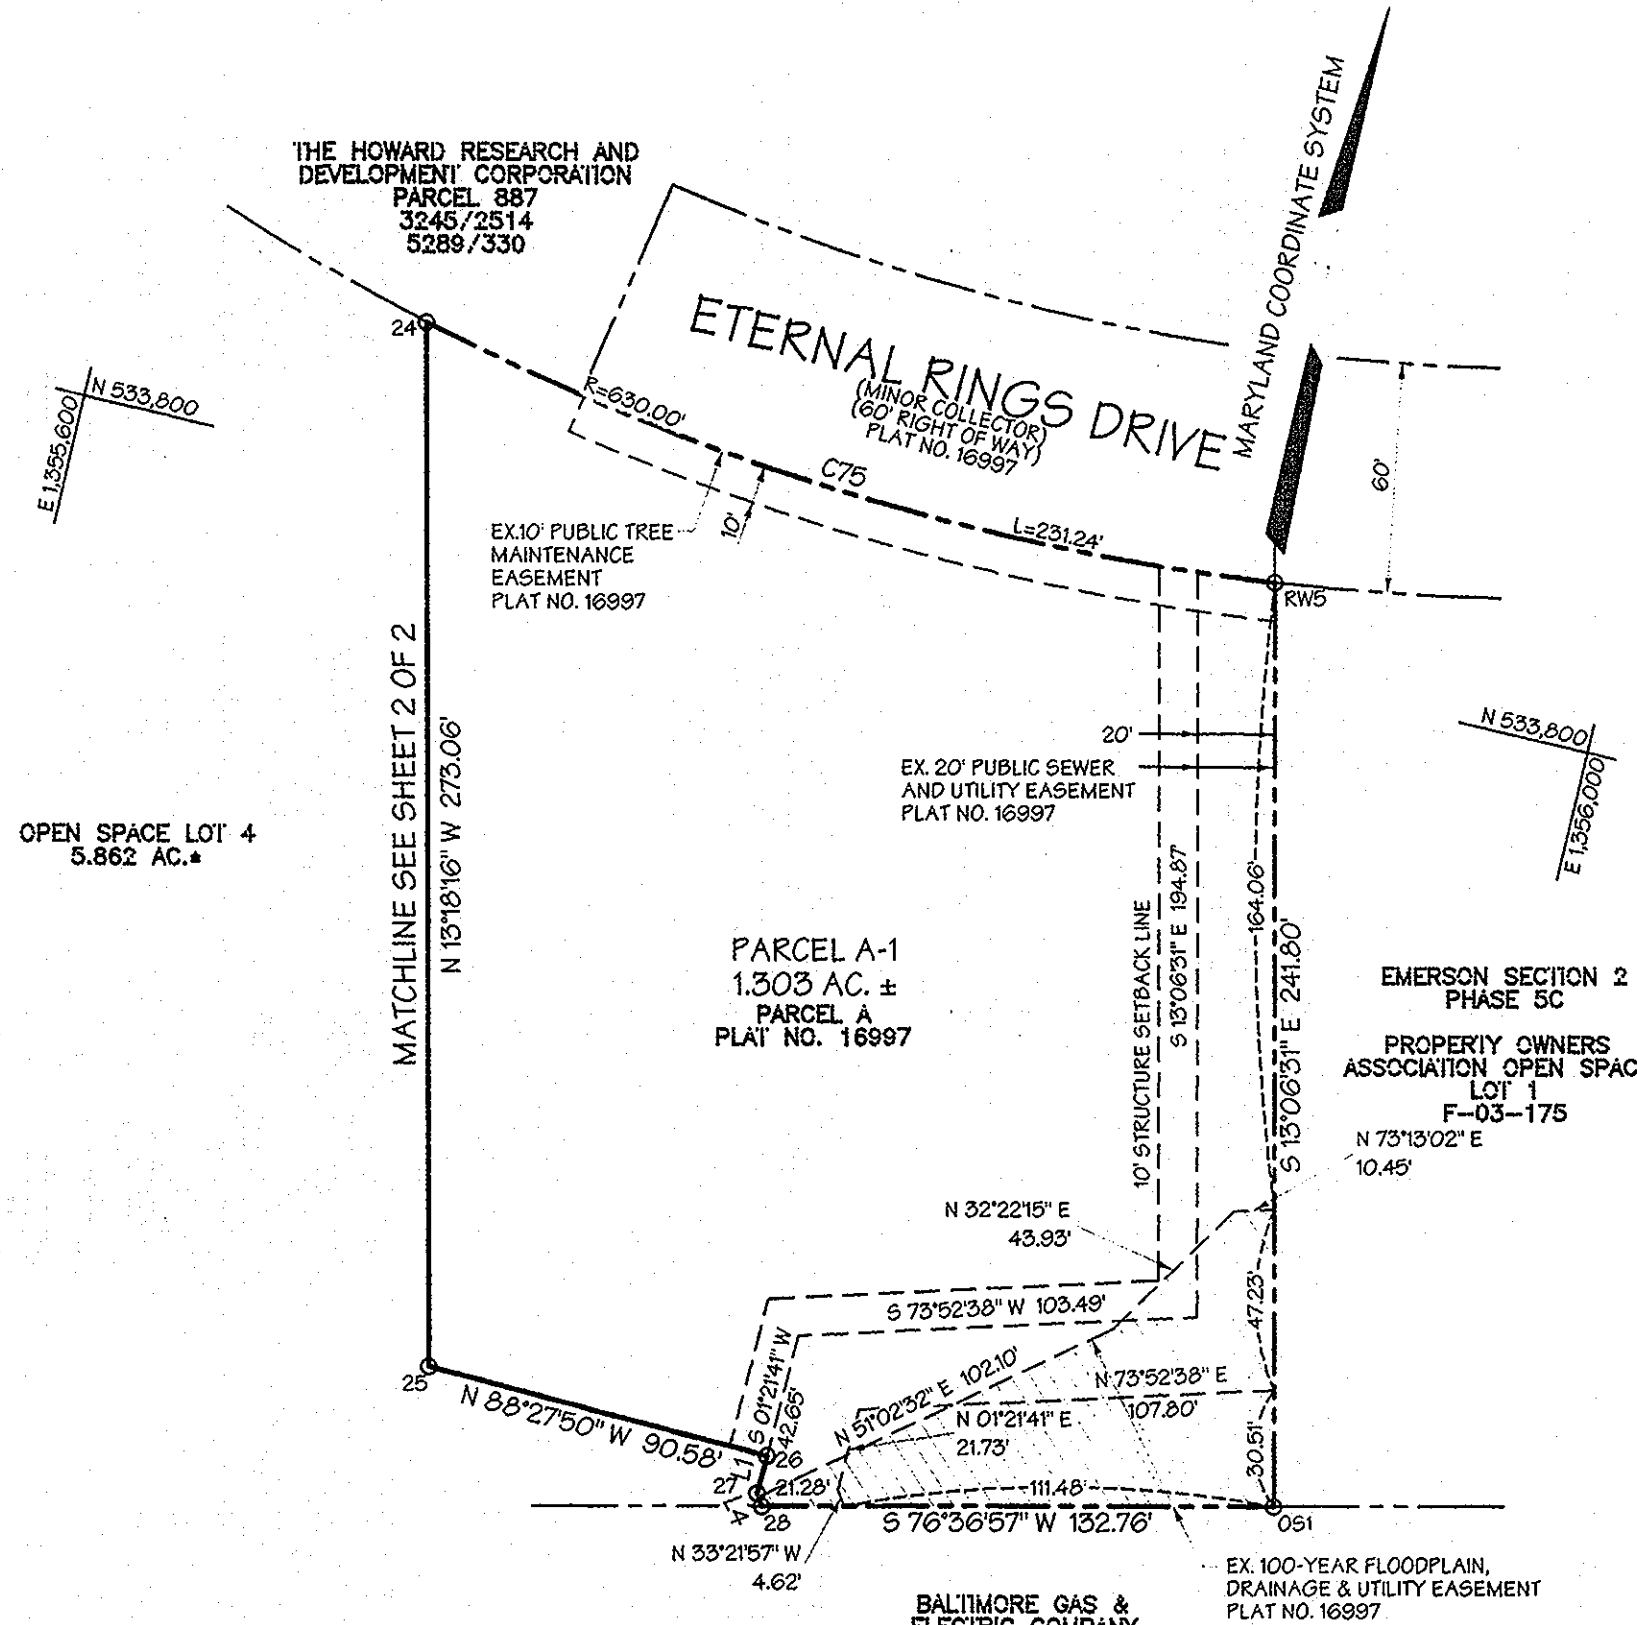 THE HOWARD RESEARCH AND
DEVELOPMENT CORPORATION
PARCEL 887
3245/2514
5289/330
MARYLAND COORDINATE SYSTEM
24
N 533,800
E 1,355,600
ETERNAL RINGS DRIVE
(MINOR COLLECTOR)
(60' RIGHT OF WAY)
PLAT NO. 16997
R=630.00'
C75
L=231.24'
60'
10'
EX.10' PUBLIC TREE
MAINTENANCE
EASEMENT
PLAT NO. 16997
RW5
MATCHLINE SEE SHEET 2 OF 2
N 13°18'16" W 273.06'
20'
EX. 20' PUBLIC SEWER
AND UTILITY EASEMENT
PLAT NO. 16997
N 533,800
E 1,356,000
OPEN SPACE LOT 4
5.862 AC.±
PARCEL A-1
1.303 AC. ±
PARCEL A
PLAT NO. 16997
10' STRUCTURE SETBACK LINE
S 13°06'31" E 194.87'
164.06'
S 13°06'31" E 241.80'
EMERSON SECTION 2
PHASE 5C
PROPERTY OWNERS
ASSOCIATION OPEN SPAC
LOT 1
F-03-175
N 73°13'02" E
10.45'
N 32°22'15" E
43.93'
47.23'
S 73°52'38" W 103.49'
S 01°21'41" W
42.65'
N 51°02'32" E 102.10'
N 73°52'38" E
107.80'
N 01°21'41" E
21.73'
30.51'
25
N 88°27'50" W 90.58'
26
L1
27
21.28'
111.48'
LA
28
S 76°36'57" W 132.76'
OS1
N 33°21'57" W
4.62'
EX. 100-YEAR FLOODPLAIN,
DRAINAGE & UTILITY EASEMENT
PLAT NO. 16997
BALTIMORE GAS &
ELECTRIC COMPANY